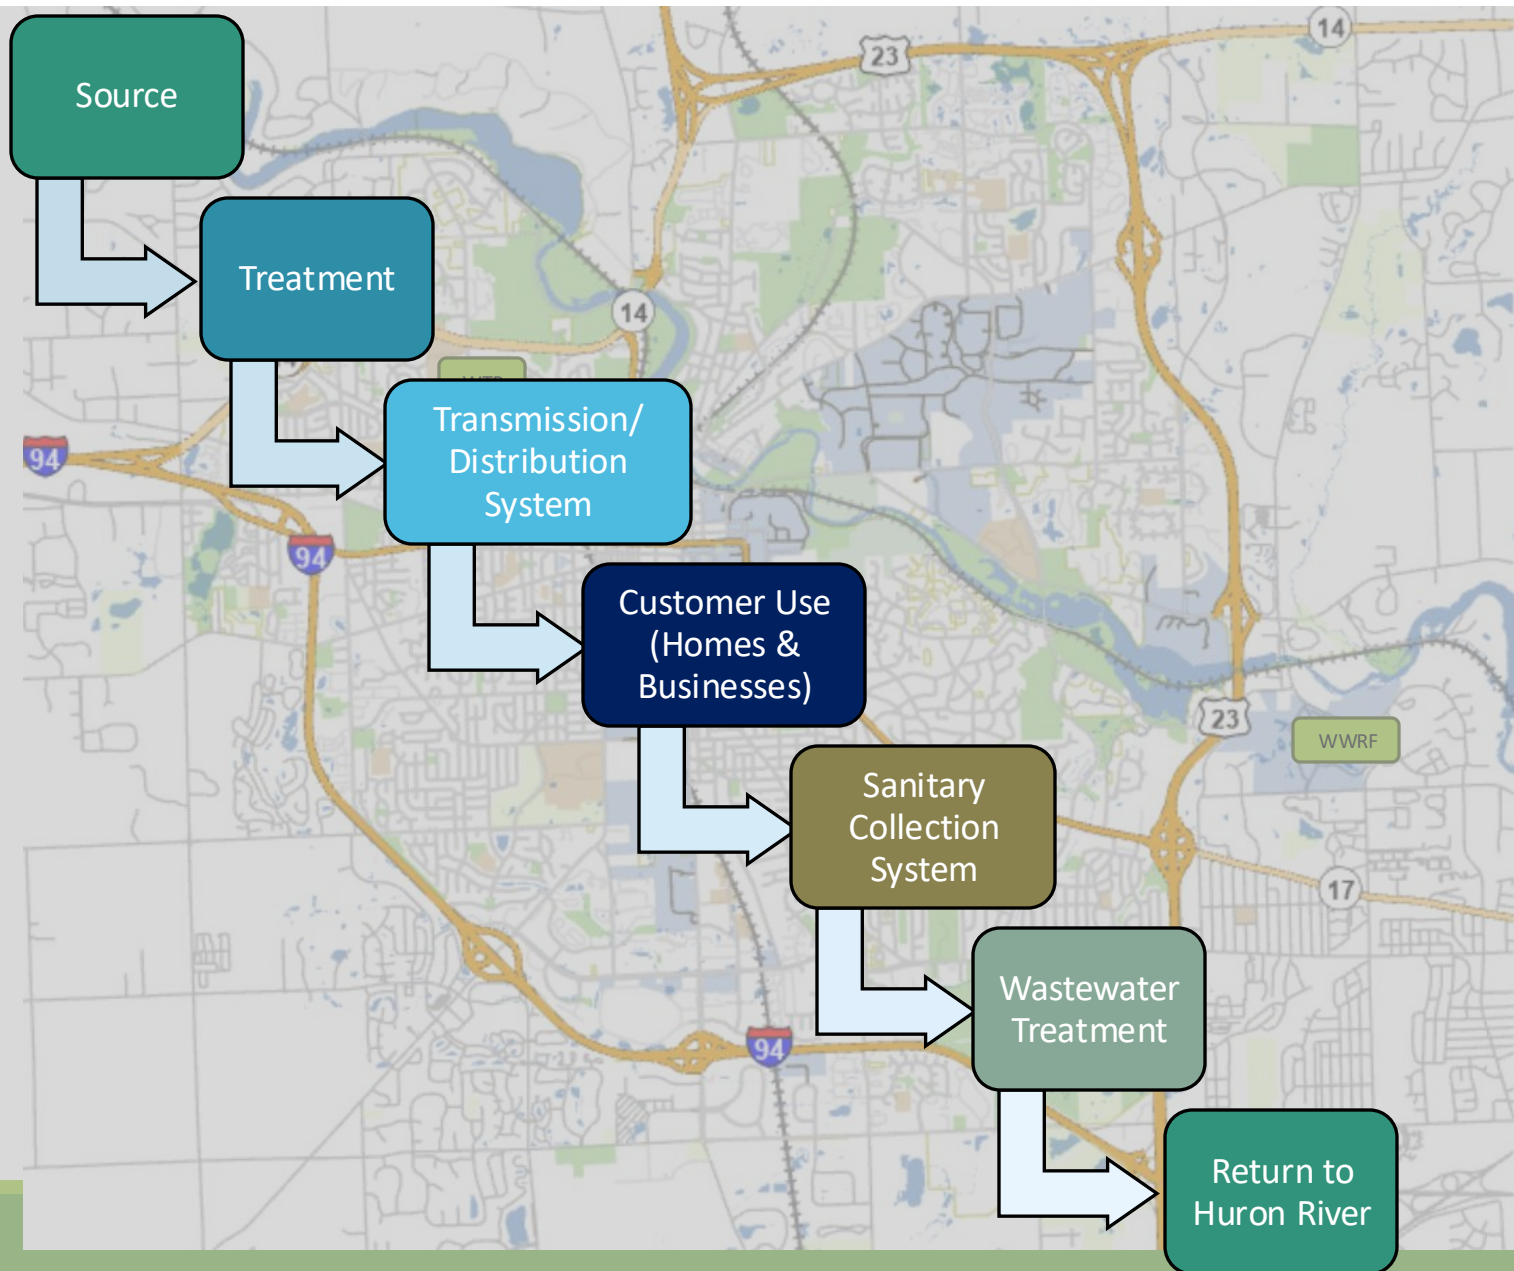 Source
14
23
Treatment
14
Transmission/
Distribution
System
94
94
Customer Use
(Homes &
Businesses)
23
WWRF
Sanitary
Collection
System
17
Wastewater
Treatment
94
Return to
Huron River